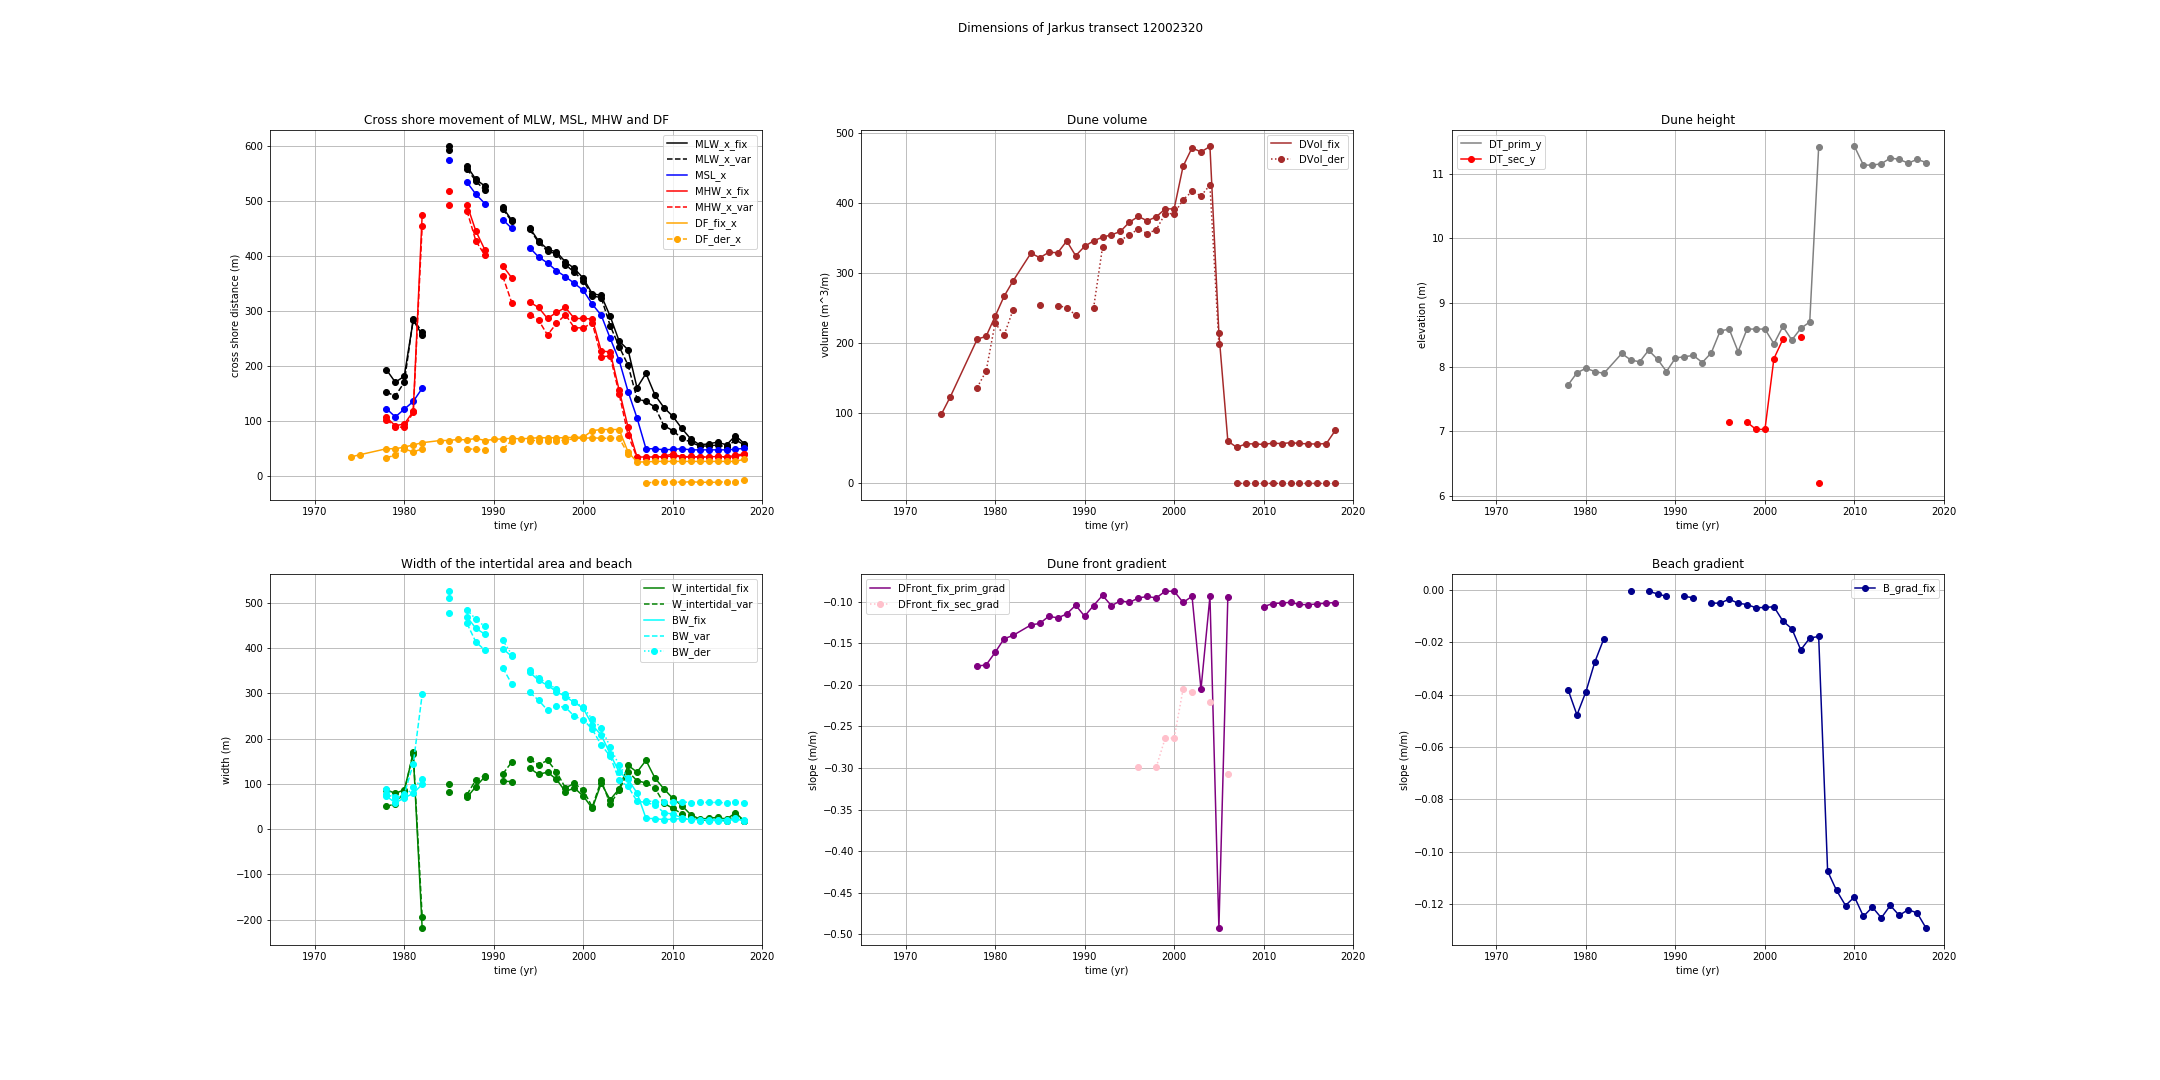 Dimensions of Jarkus transect 12002320
Cross shore movement of MLW, MSL, MHW and DF
600
500
400
300
200
100
0
cross shore distance (m)
MLW_x_fix
MLW_x_var
MSL_x
MHW_x_fix
MHW_x_var
DF_fix_x
DF_der_x
1970 1980 1990 2000 2010 2020
time (yr)
Dune volume
500
400
300
200
100
0
volume (m^3/m)
DVol_fix
DVol_der
1970 1980 1990 2000 2010 2020
time (yr)
Dune height
11
10
9
8
7
6
elevation (m)
DT_prim_y
DT_sec_y
1970 1980 1990 2000 2010 2020
time (yr)
Width of the intertidal area and beach
500
400
300
200
100
0
−100
−200
width (m)
W_intertidal_fix
W_intertidal_var
BW_fix
BW_var
BW_der
1970 1980 1990 2000 2010 2020
time (yr)
Dune front gradient
−0.10
−0.15
−0.20
−0.25
−0.30
−0.35
−0.40
−0.45
−0.50
slope (m/m)
DFront_fix_prim_grad
DFront_fix_sec_grad
1970 1980 1990 2000 2010 2020
time (yr)
Beach gradient
0.00
−0.02
−0.04
−0.06
−0.08
−0.10
−0.12
slope (m/m)
B_grad_fix
1970 1980 1990 2000 2010 2020
time (yr)